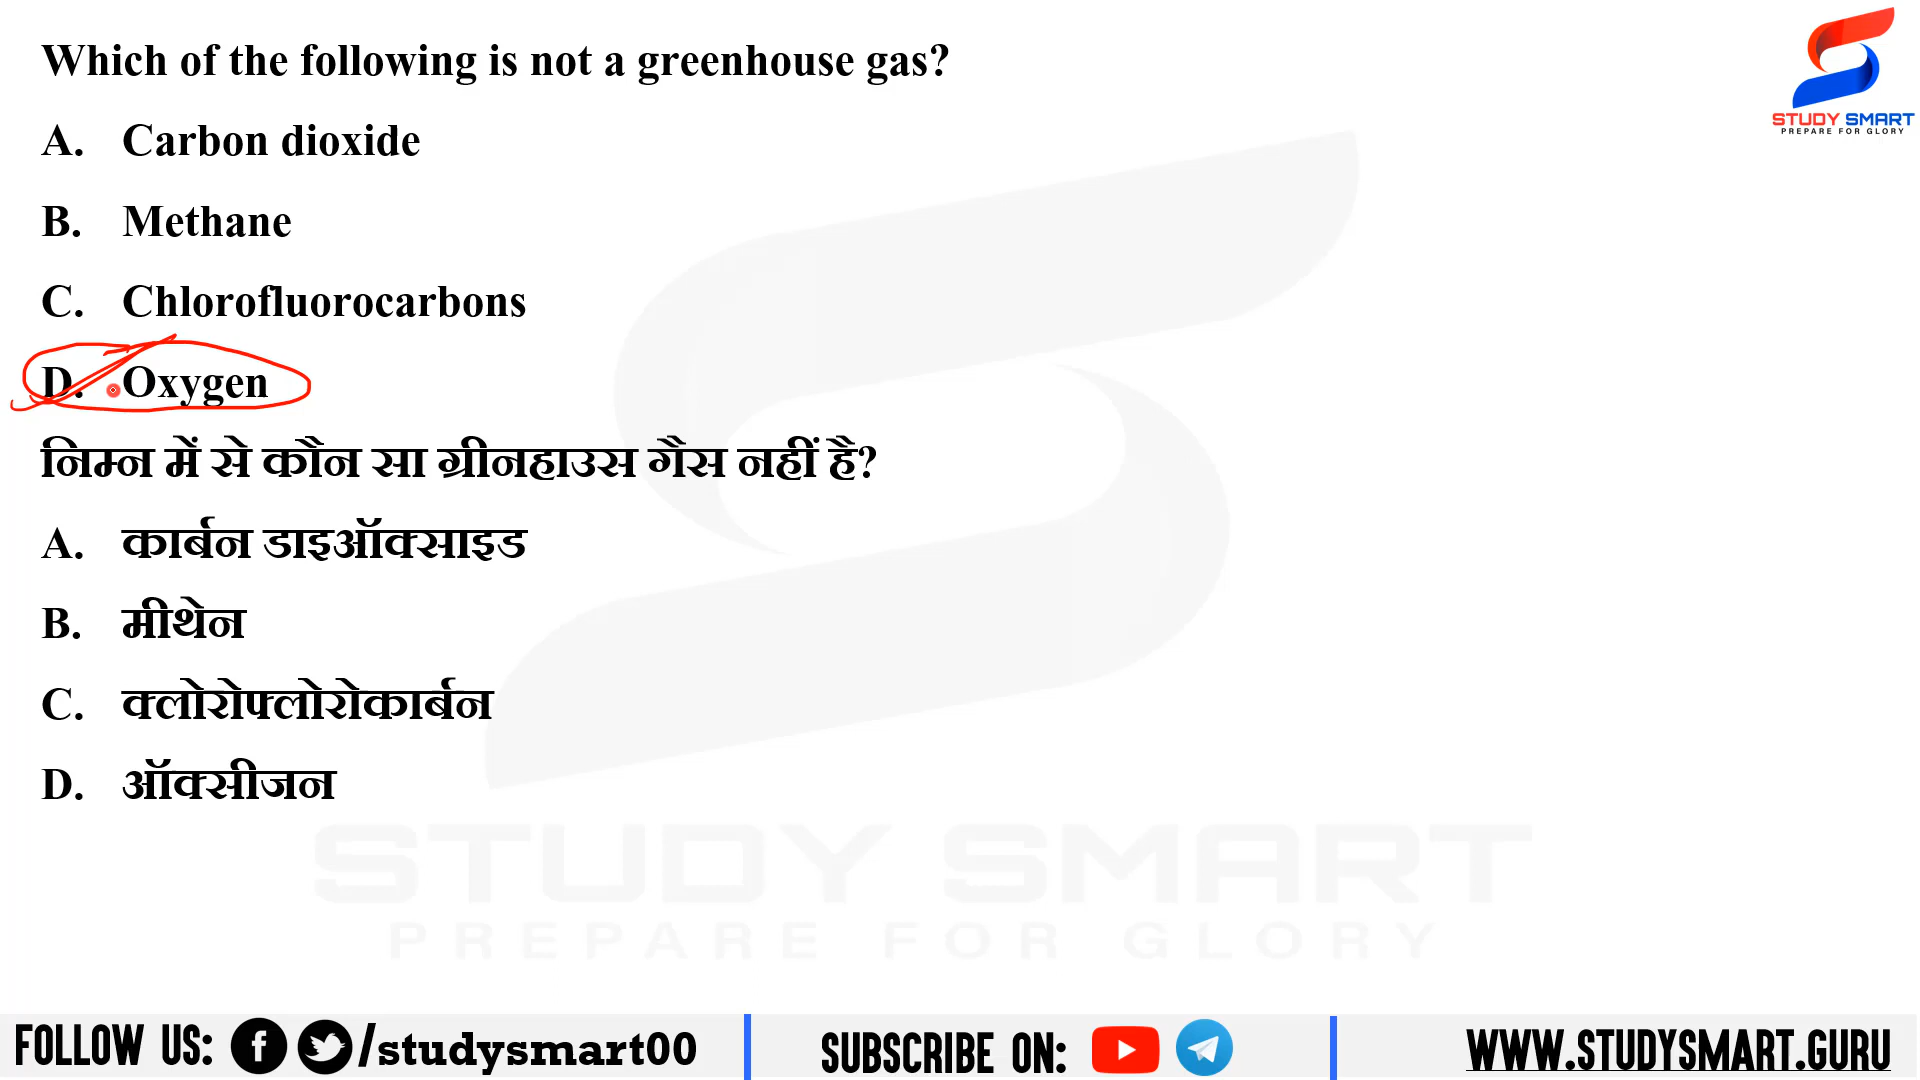 Which of the following is not a greenhouse gas?
A. Carbon dioxide
B. Methane
C. Chlorofluorocarbons
D. Oxygen
निम्न में से कौन सा ग्रीनहाउस गैस नहीं है?
A. कार्बन डाइऑक्साइड
B. मीथेन
C. क्लोरोफ्लोरोकार्बन
D. ऑक्सीजन
STUDY SMART
PREPARE FOR GLORY
STUDY SMART
PREPARE FOR GLORY
FOLLOW US: /studysmart00
SUBSCRIBE ON:
WWW.STUDYSMART.GURU